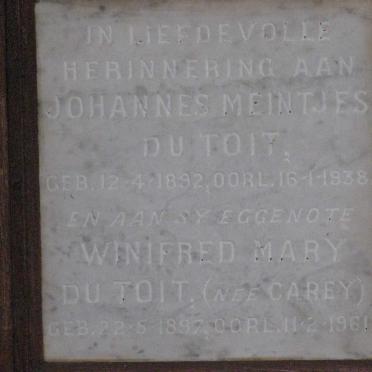 IN LIEFDEVOLLE
HERINNERING AAN
JOHANNES MEINTJES
DU TOIT,
GEB. 12-4-1892, OORL. 16-1-1938
EN AAN SY EGGENOTE
WINIFRED MARY
DU TOIT, (NEE CAREY)
GEB. 22-5-1897, OORL. 11-2-1961